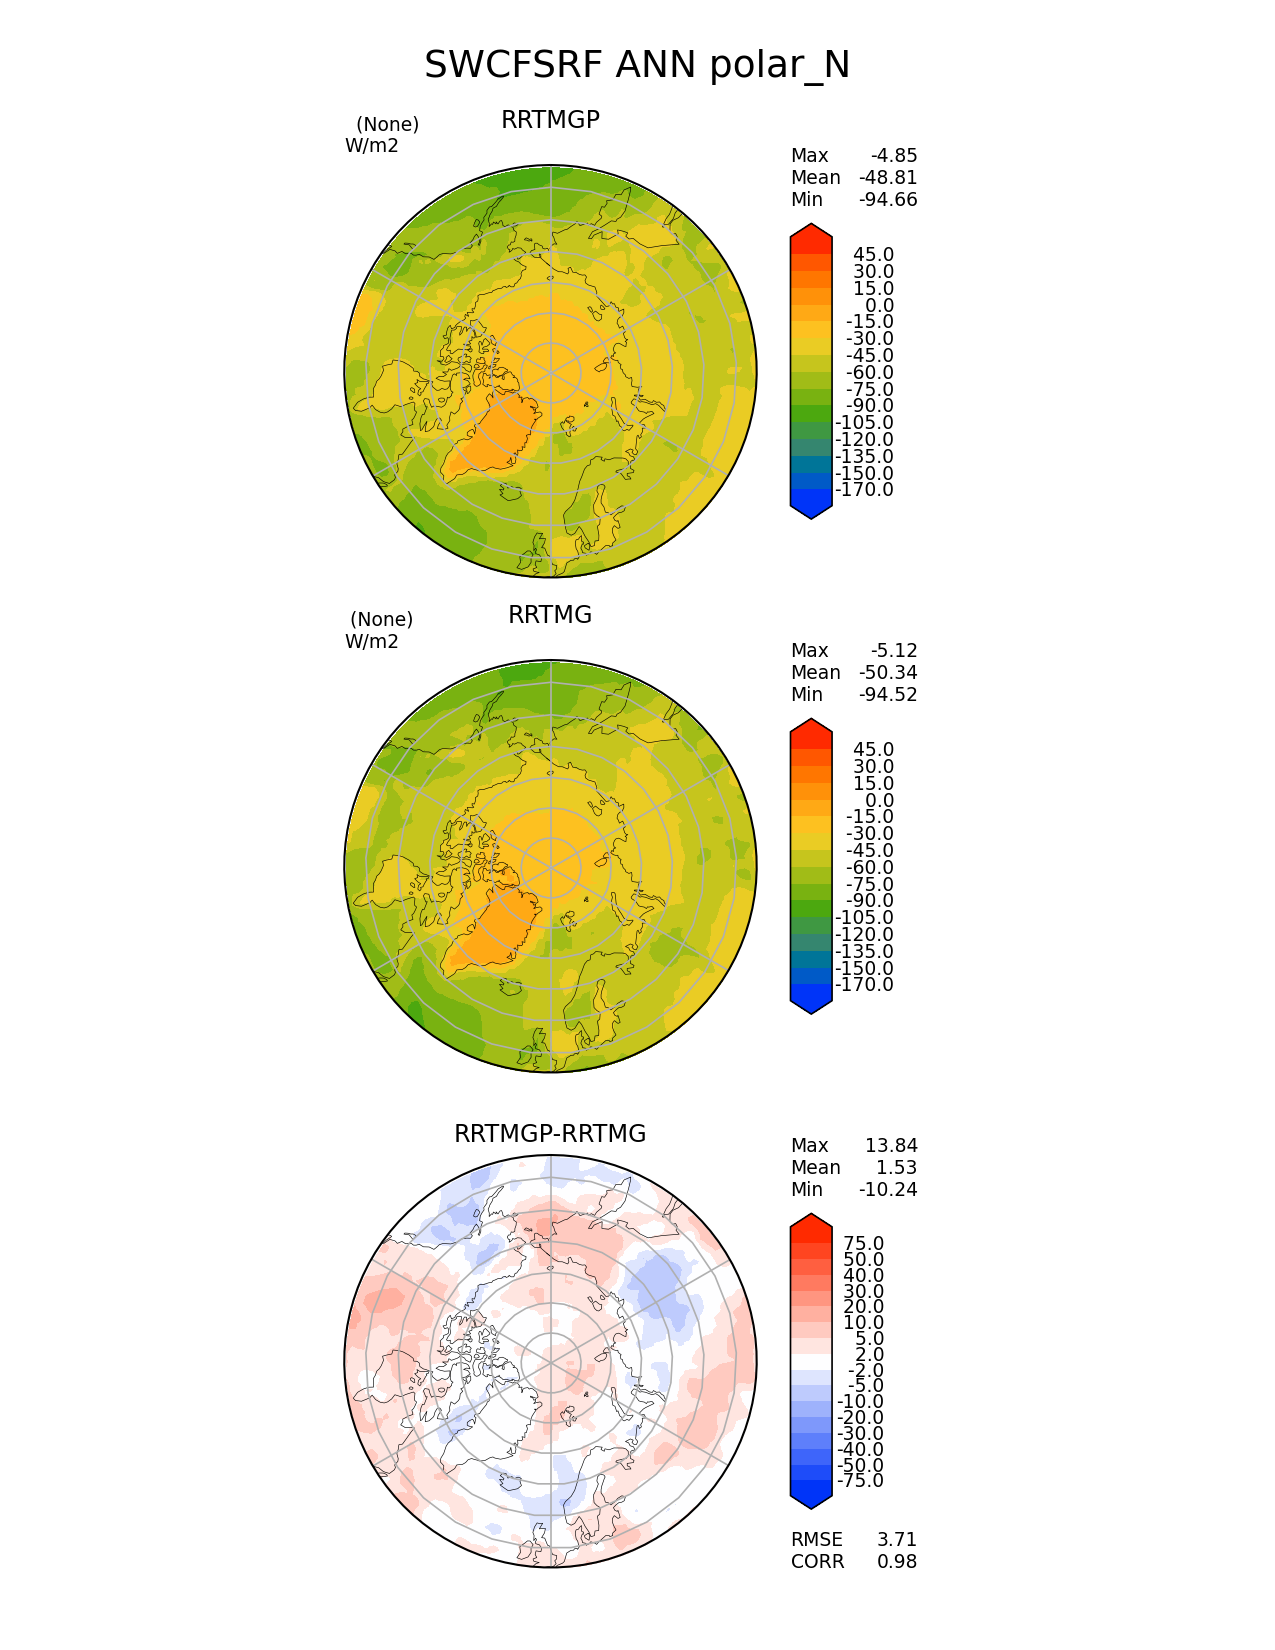 SWCFSRF ANN polar_N
RRTMGP
(None)
W/m2
Max -4.85
Mean -48.81
Min -94.66
45.0
30.0
15.0
0.0
-15.0
-30.0
-45.0
-60.0
-75.0
-90.0
-105.0
-120.0
-135.0
-150.0
-170.0
RRTMG
(None)
W/m2
Max -5.12
Mean -50.34
Min -94.52
45.0
30.0
15.0
0.0
-15.0
-30.0
-45.0
-60.0
-75.0
-90.0
-105.0
-120.0
-135.0
-150.0
-170.0
RRTMGP-RRTMG
Max 13.84
Mean 1.53
Min -10.24
75.0
50.0
40.0
30.0
20.0
10.0
5.0
2.0
-2.0
-5.0
-10.0
-20.0
-30.0
-40.0
-50.0
-75.0
RMSE 3.71
CORR 0.98